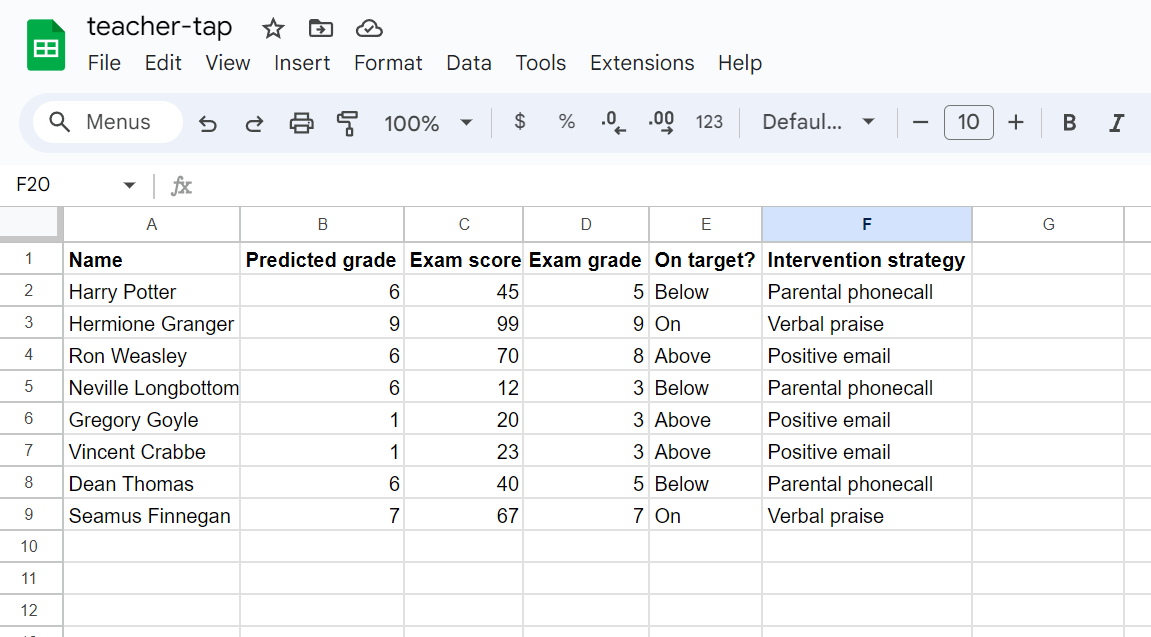 teacher-tap
File Edit View Insert Format Data Tools Extensions Help
Menus 100% $ % .0 .00 123 Defaul... 10 B I
F20 fx
A B C D E F G
1 Name Predicted grade Exam score Exam grade On target? Intervention strategy
2 Harry Potter 6 45 5 Below Parental phonecall
3 Hermione Granger 9 99 9 On Verbal praise
4 Ron Weasley 6 70 8 Above Positive email
5 Neville Longbottom 6 12 3 Below Parental phonecall
6 Gregory Goyle 1 20 3 Above Positive email
7 Vincent Crabbe 1 23 3 Above Positive email
8 Dean Thomas 6 40 5 Below Parental phonecall
9 Seamus Finnegan 7 67 7 On Verbal praise
10
11
12